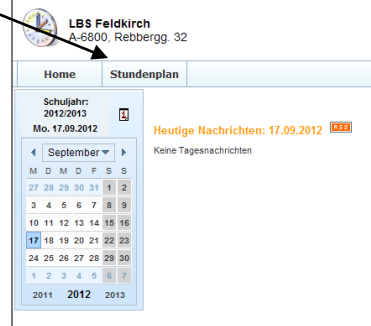 LBS Feldkirch
A-6800, Rebbergg. 32
Home Stundenplan
Schuljahr:
2012/2013
Mo. 17.09.2012
Heutige Nachrichten: 17.09.2012 RSS
Keine Tagesnachrichten
September
M D M D F S S
27 28 29 30 31 1 2
3 4 5 6 7 8 9
10 11 12 13 14 15 16
17 18 19 20 21 22 23
24 25 26 27 28 29 30
1 2 3 4 5 6 7
2011 2012 2013